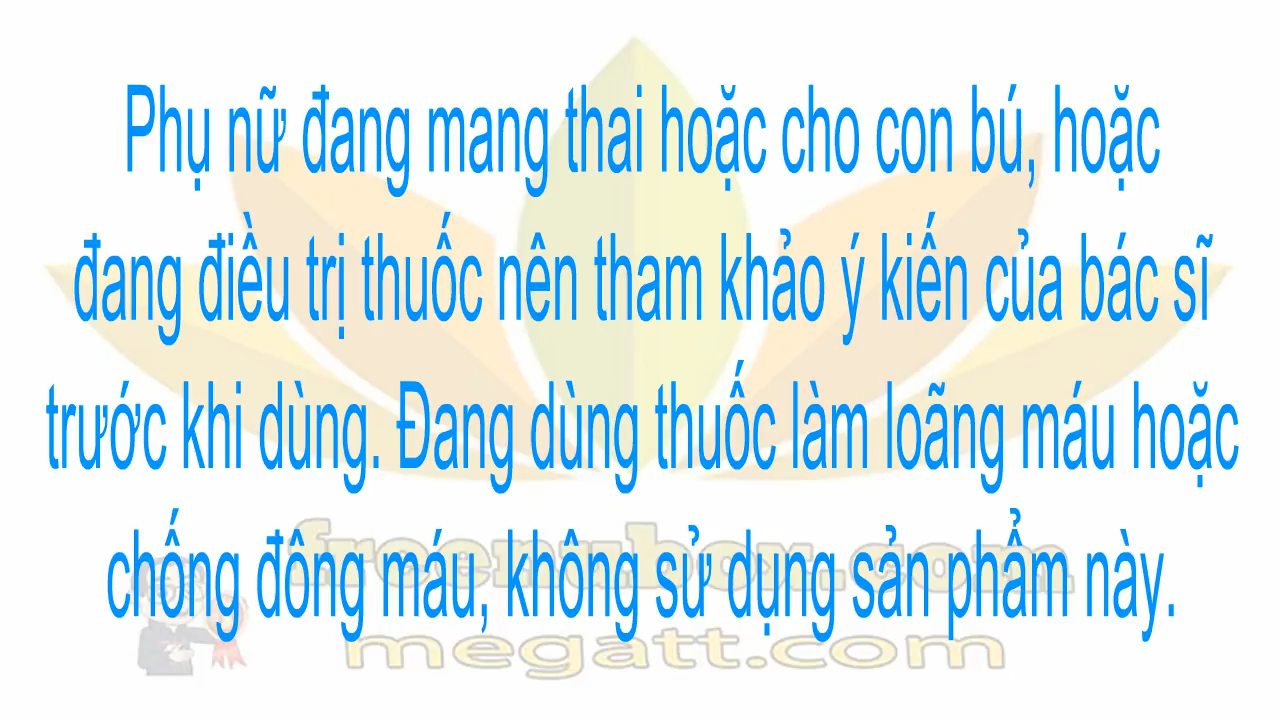 Phụ nữ đang mang thai hoặc cho con bú, hoặc
đang điều trị thuốc nên tham khảo ý kiến của bác sĩ
trước khi dùng. Đang dùng thuốc làm loãng máu hoặc
chống đông máu, không sử dụng sản phẩm này.
freenubox.com
megatt.com